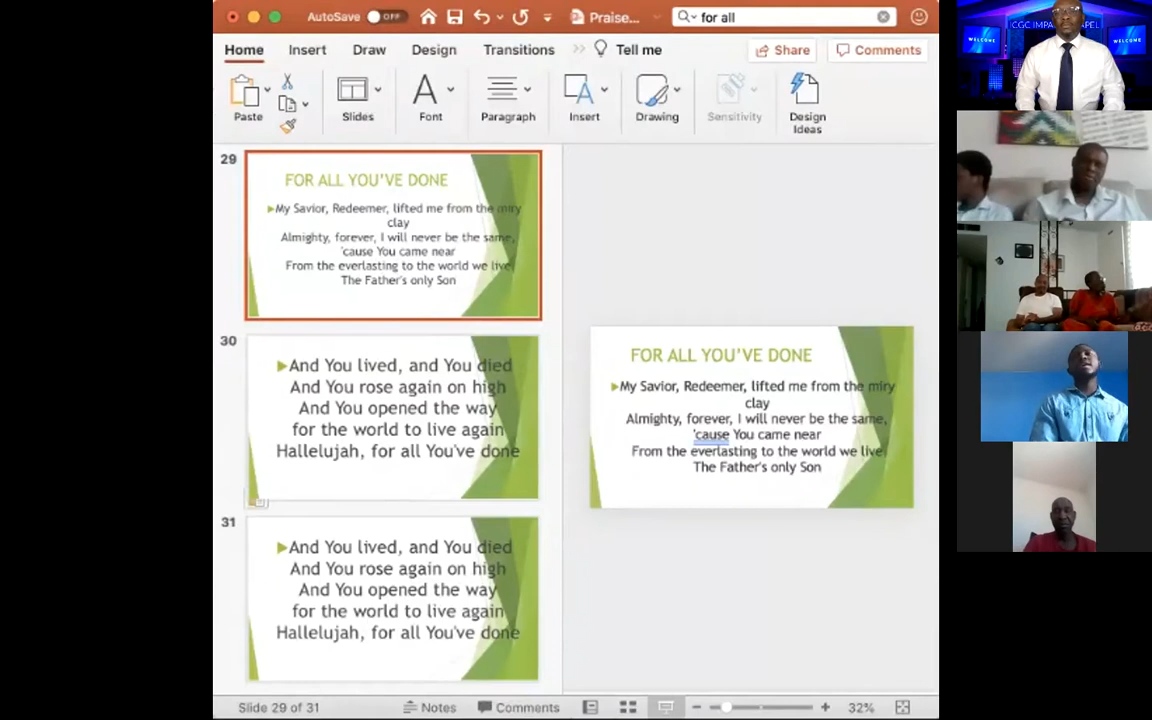 AutoSave OFF
Praise...
for all
Home Insert Draw Design Transitions Tell me
Share Comments
Paste Slides Font Paragraph Insert Drawing Sensitivity Design Ideas
29
FOR ALL YOU'VE DONE
My Savior, Redeemer, lifted me from the miry
clay
Almighty, forever, I will never be the same,
'cause You came near
From the everlasting to the world we live
The Father's only Son
30
And You lived, and You died
And You rose again on high
And You opened the way
for the world to live again
Hallelujah, for all You've done
31
And You lived, and You died
And You rose again on high
And You opened the way
for the world to live again
Hallelujah, for all You've done
FOR ALL YOU'VE DONE
My Savior, Redeemer, lifted me from the miry
clay
Almighty, forever, I will never be the same,
'cause You came near
From the everlasting to the world we live
The Father's only Son
Slide 29 of 31 Notes Comments 32%
WELCOME
WELCOME